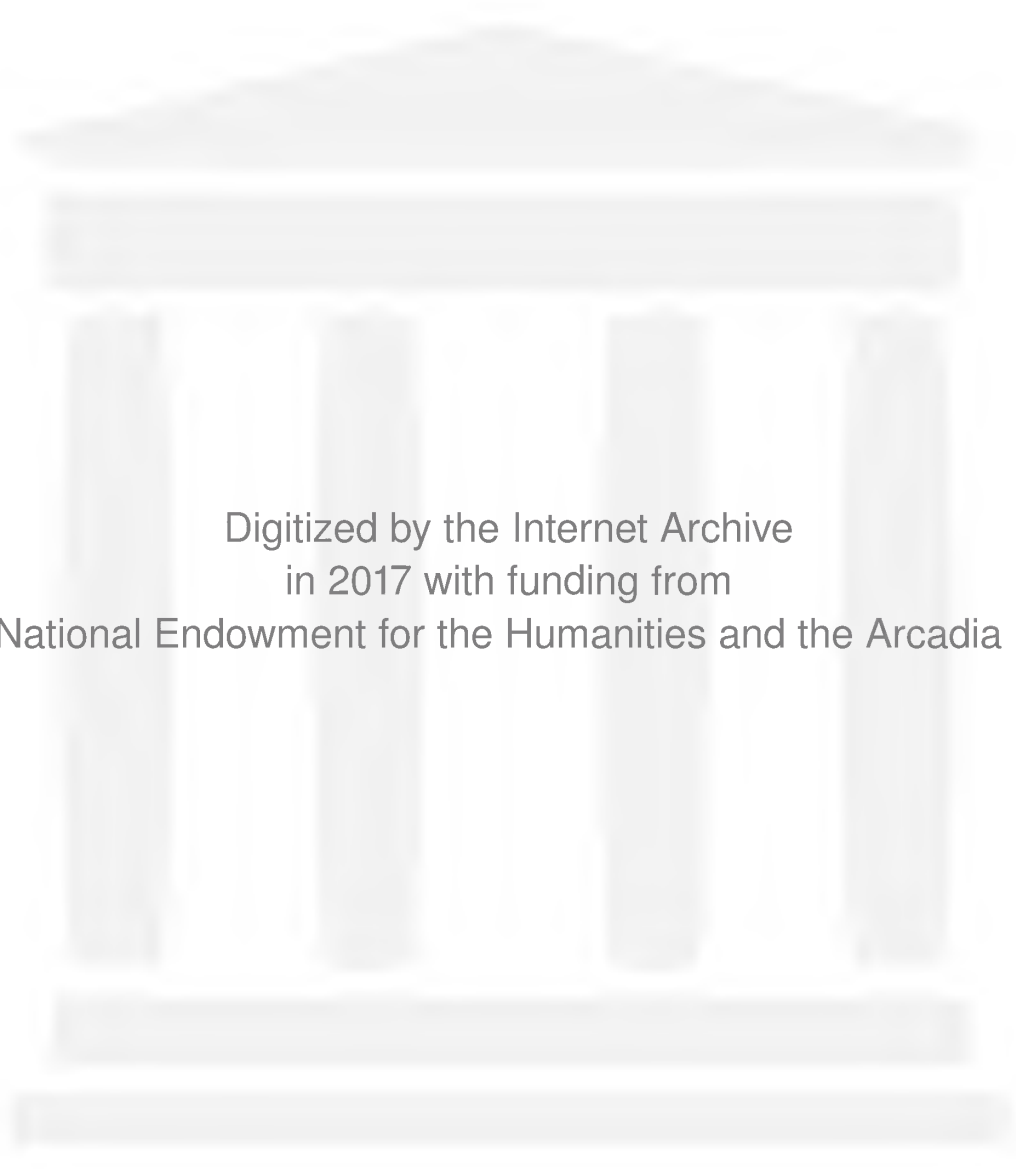 Digitized by the Internet Archive
in 2017 with funding from
National Endowment for the Humanities and the Arcadia